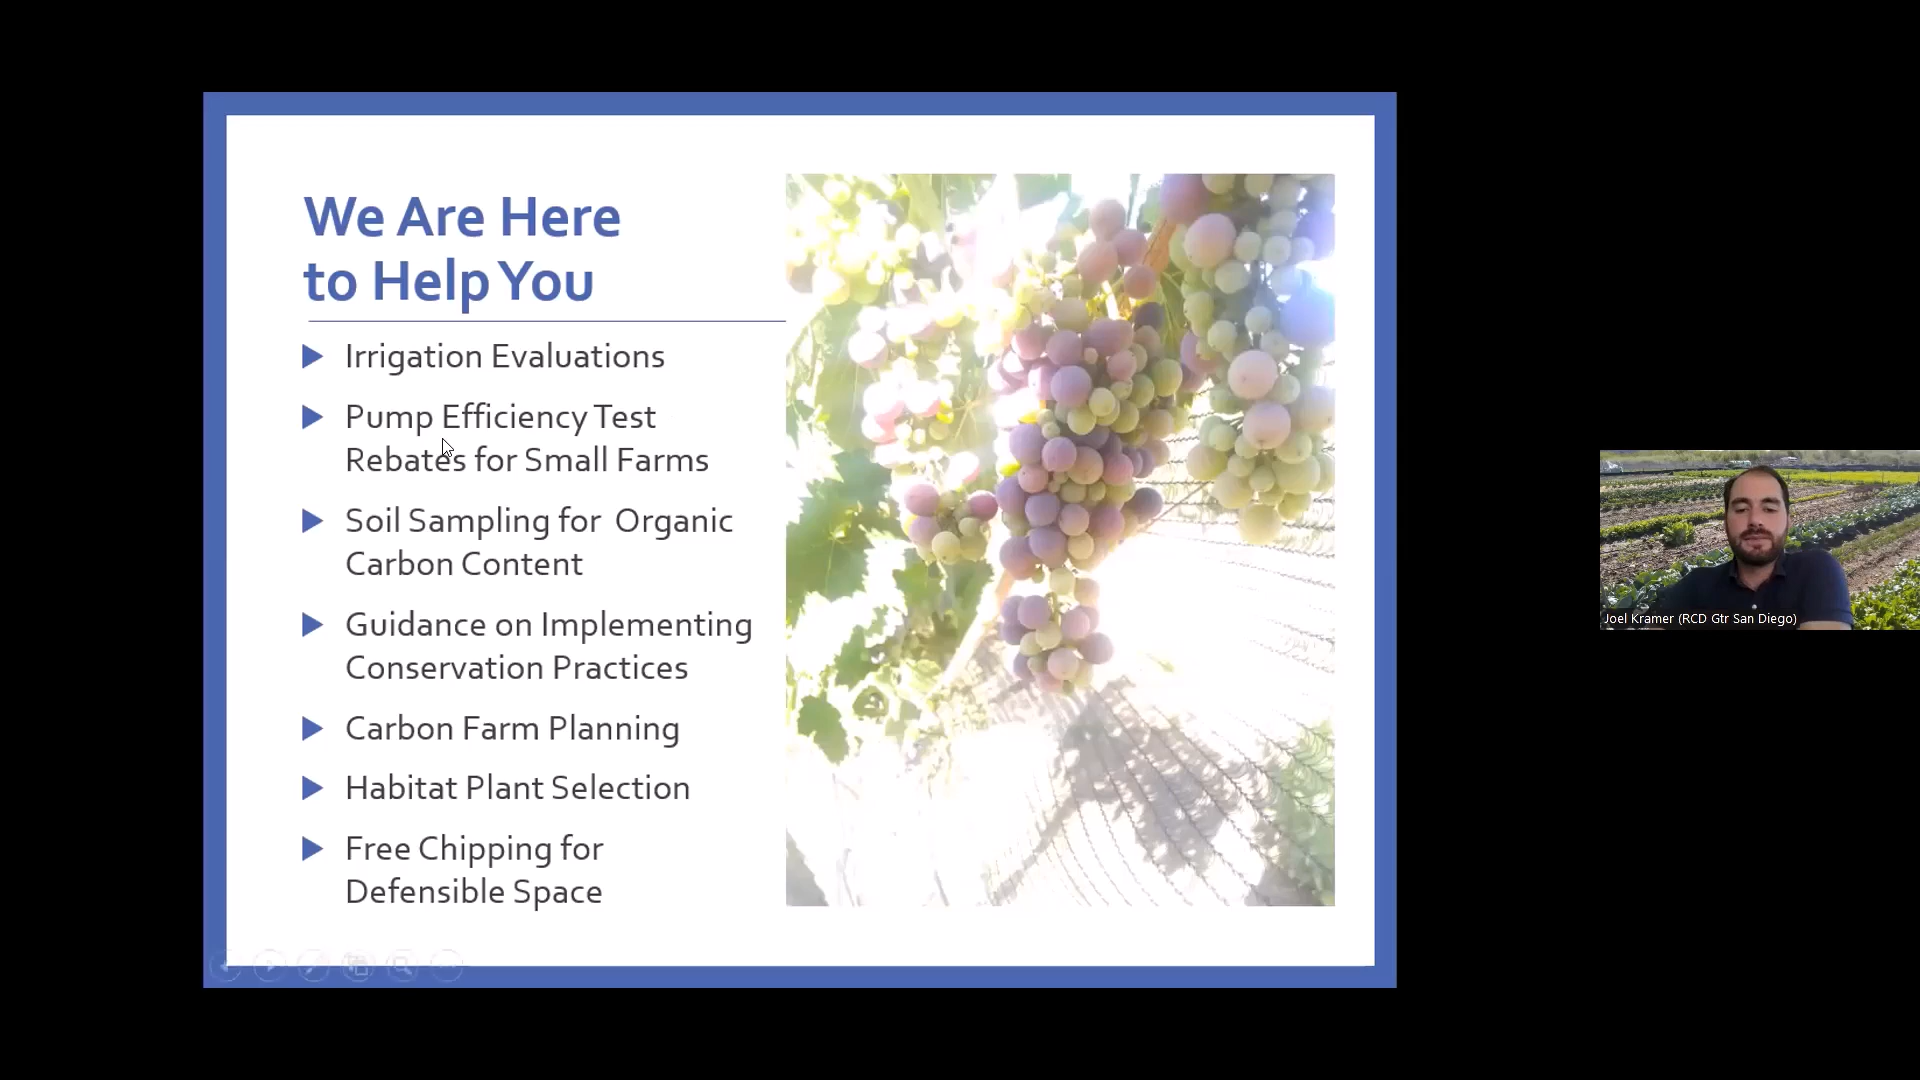 We Are Here
to Help You
Irrigation Evaluations
Pump Efficiency Test
Rebates for Small Farms
Soil Sampling for Organic
Carbon Content
Guidance on Implementing
Conservation Practices
Carbon Farm Planning
Habitat Plant Selection
Free Chipping for
Defensible Space
Joel Kramer (RCD Gtr San Diego)